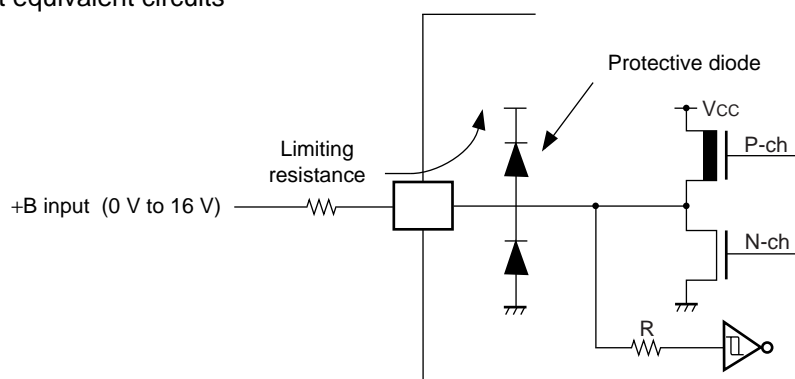 t equivalent circuits
Protective diode
VCC
P-ch
Limiting
resistance
+B input (0 V to 16 V)
N-ch
R